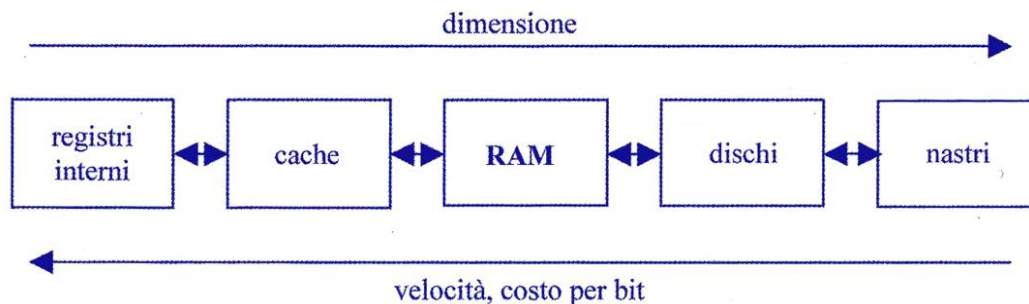 dimensione
registri
interni
cache
RAM
dischi
nastri
velocità, costo per bit